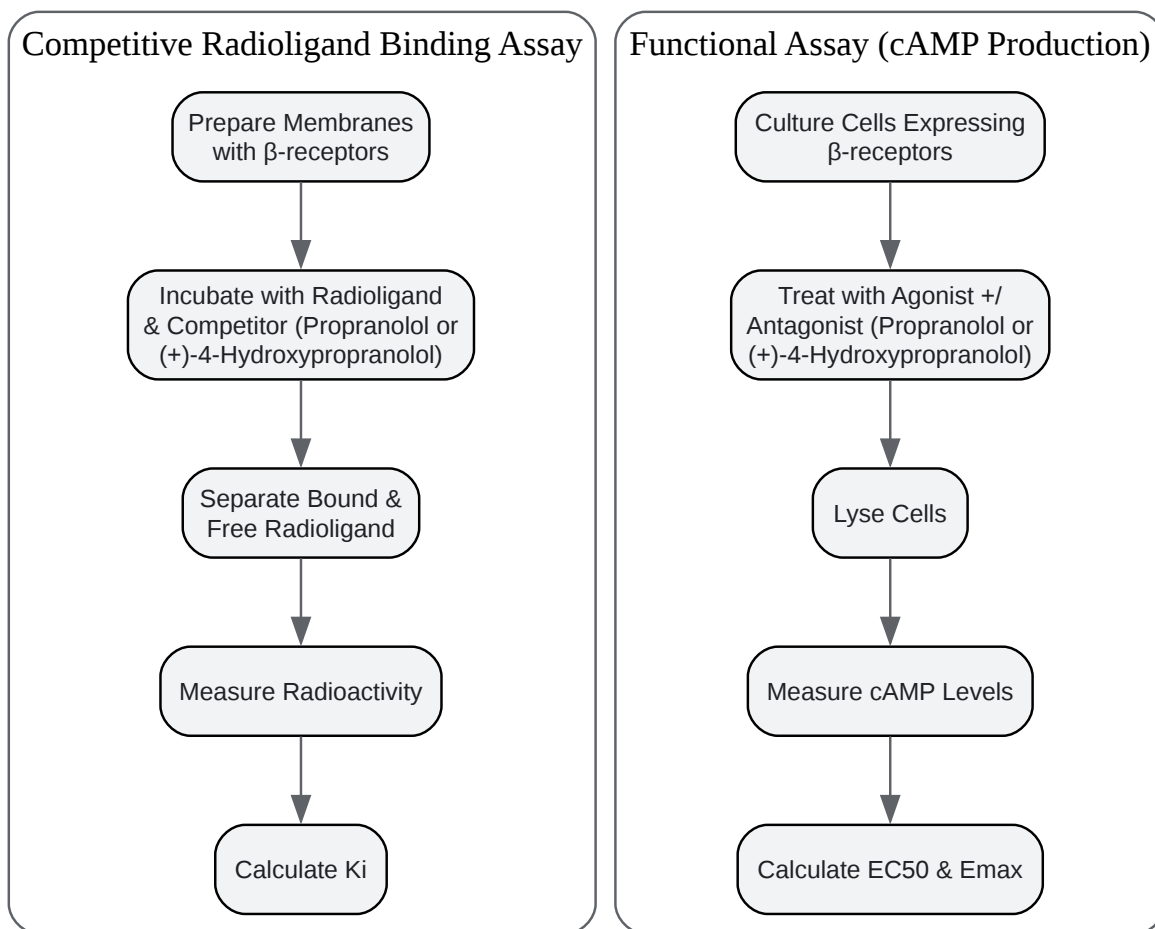 Competitive Radioligand Binding Assay
Prepare Membranes
with β-receptors
Incubate with Radioligand
& Competitor (Propranolol or
(+)-4-Hydroxypropranolol)
Separate Bound &
Free Radioligand
Measure Radioactivity
Calculate Ki
Functional Assay (cAMP Production)
Culture Cells Expressing
β-receptors
Treat with Agonist +/
Antagonist (Propranolol or
(+)-4-Hydroxypropranolol)
Lyse Cells
Measure cAMP Levels
Calculate EC50 & Emax